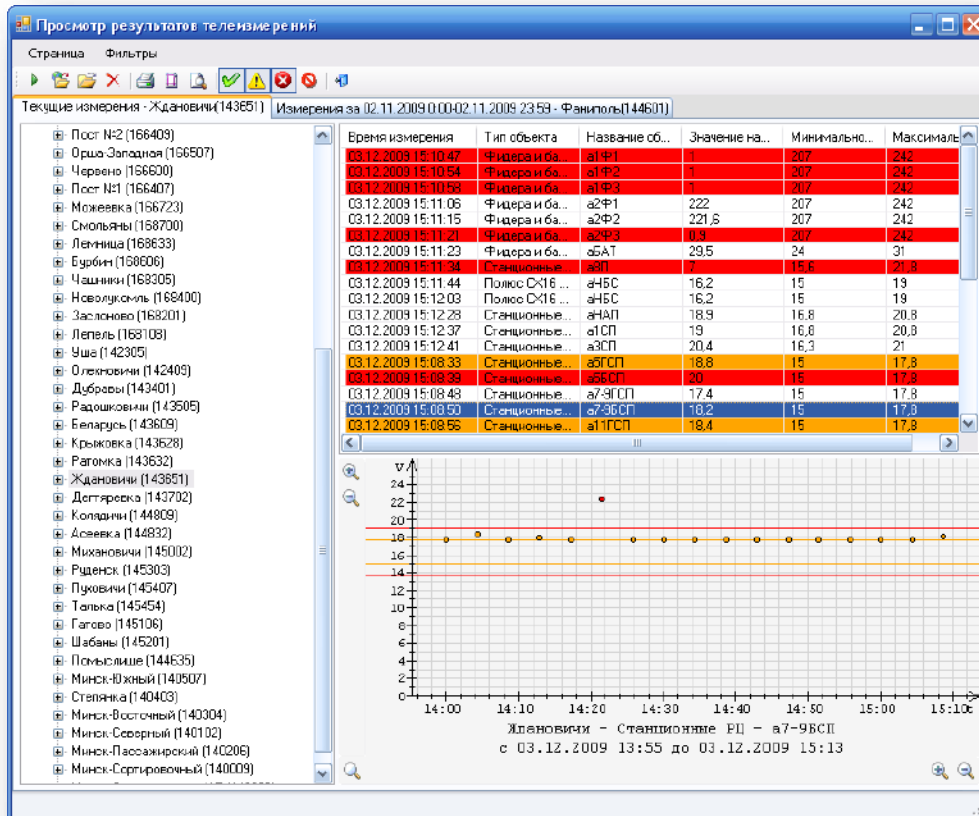 Просмотр результатов телеизмерений
Страница Фильтры
Текущие измерения - Ждановичи(143651) Измерения за 02.11.2009 0:00-02.11.2009 23:59 - Фаниполь(144601)
Пост №2 (166409)
Орша-Западная (166507)
Червено (166600)
Пост №1 (166407)
Можеевка (166723)
Смольяны (168700)
Лемница (168633)
Бурбин (168606)
Чашники (168305)
Новолукомль (168400)
Заслоново (168201)
Лепель (168108)
Уша (142305)
Олехновичи (142409)
Дубравы (143401)
Радошковичи (143505)
Беларусь (143609)
Крыжовка (143628)
Ратомка (143632)
Ждановичи (143651)
Дегтяревка (143702)
Колядичи (144809)
Асеевка (144832)
Михановичи (145002)
Руденск (145303)
Пуховичи (145407)
Талька (145454)
Гатово (145106)
Шабаны (145201)
Помыслище (144635)
Минск-Южный (140507)
Степянка (140403)
Минск-Восточный (140304)
Минск-Северный (140102)
Минск-Пассажирский (140206)
Минск-Сортировочный (140009)
Время измерения Тип объекта Название об... Значение на... Минимально... Максималь
03.12.2009 15:10:47 Фидера и ба... а1Ф1 1 207 242
03.12.2009 15:10:54 Фидера и ба... а1Ф2 1 207 242
03.12.2009 15:10:58 Фидера и ба... а1Ф3 1 207 242
03.12.2009 15:11:06 Фидера и ба... а2Ф1 222 207 242
03.12.2009 15:11:15 Фидера и ба... а2Ф2 221,6 207 242
03.12.2009 15:11:21 Фидера и ба... а2Ф3 0,9 207 242
03.12.2009 15:11:23 Фидера и ба... аБАТ 29,5 24 31
03.12.2009 15:11:34 Станционные... а8П 7 15,6 21,8
03.12.2009 15:11:44 Полюс СХ16 ... аЧБС 16,2 15 19
03.12.2009 15:12:03 Полюс СХ16 ... аНБС 16,2 15 19
03.12.2009 15:12:28 Станционные... аНАП 18,9 16,8 20,8
03.12.2009 15:12:37 Станционные... а1СП 19 16,8 20,8
03.12.2009 15:12:41 Станционные... а3СП 20,4 16,3 21
03.12.2009 15:08:33 Станционные... а5ГСП 18,8 15 17,8
03.12.2009 15:08:39 Станционные... а5БСП 20 15 17,8
03.12.2009 15:08:48 Станционные... а7-9ГСП 17,4 15 17,8
03.12.2009 15:08:50 Станционные... а7-9БСП 18,2 15 17,8
03.12.2009 15:08:56 Станционные... а11ГСП 18,4 15 17,8
V
24
22
20
18
16
14
12
10
8
6
4
2
0
14:00 14:10 14:20 14:30 14:40 14:50 15:00 15:10 t
Ждановичи - Станционные РЦ - а7-9БСП
с 03.12.2009 13:55 до 03.12.2009 15:13